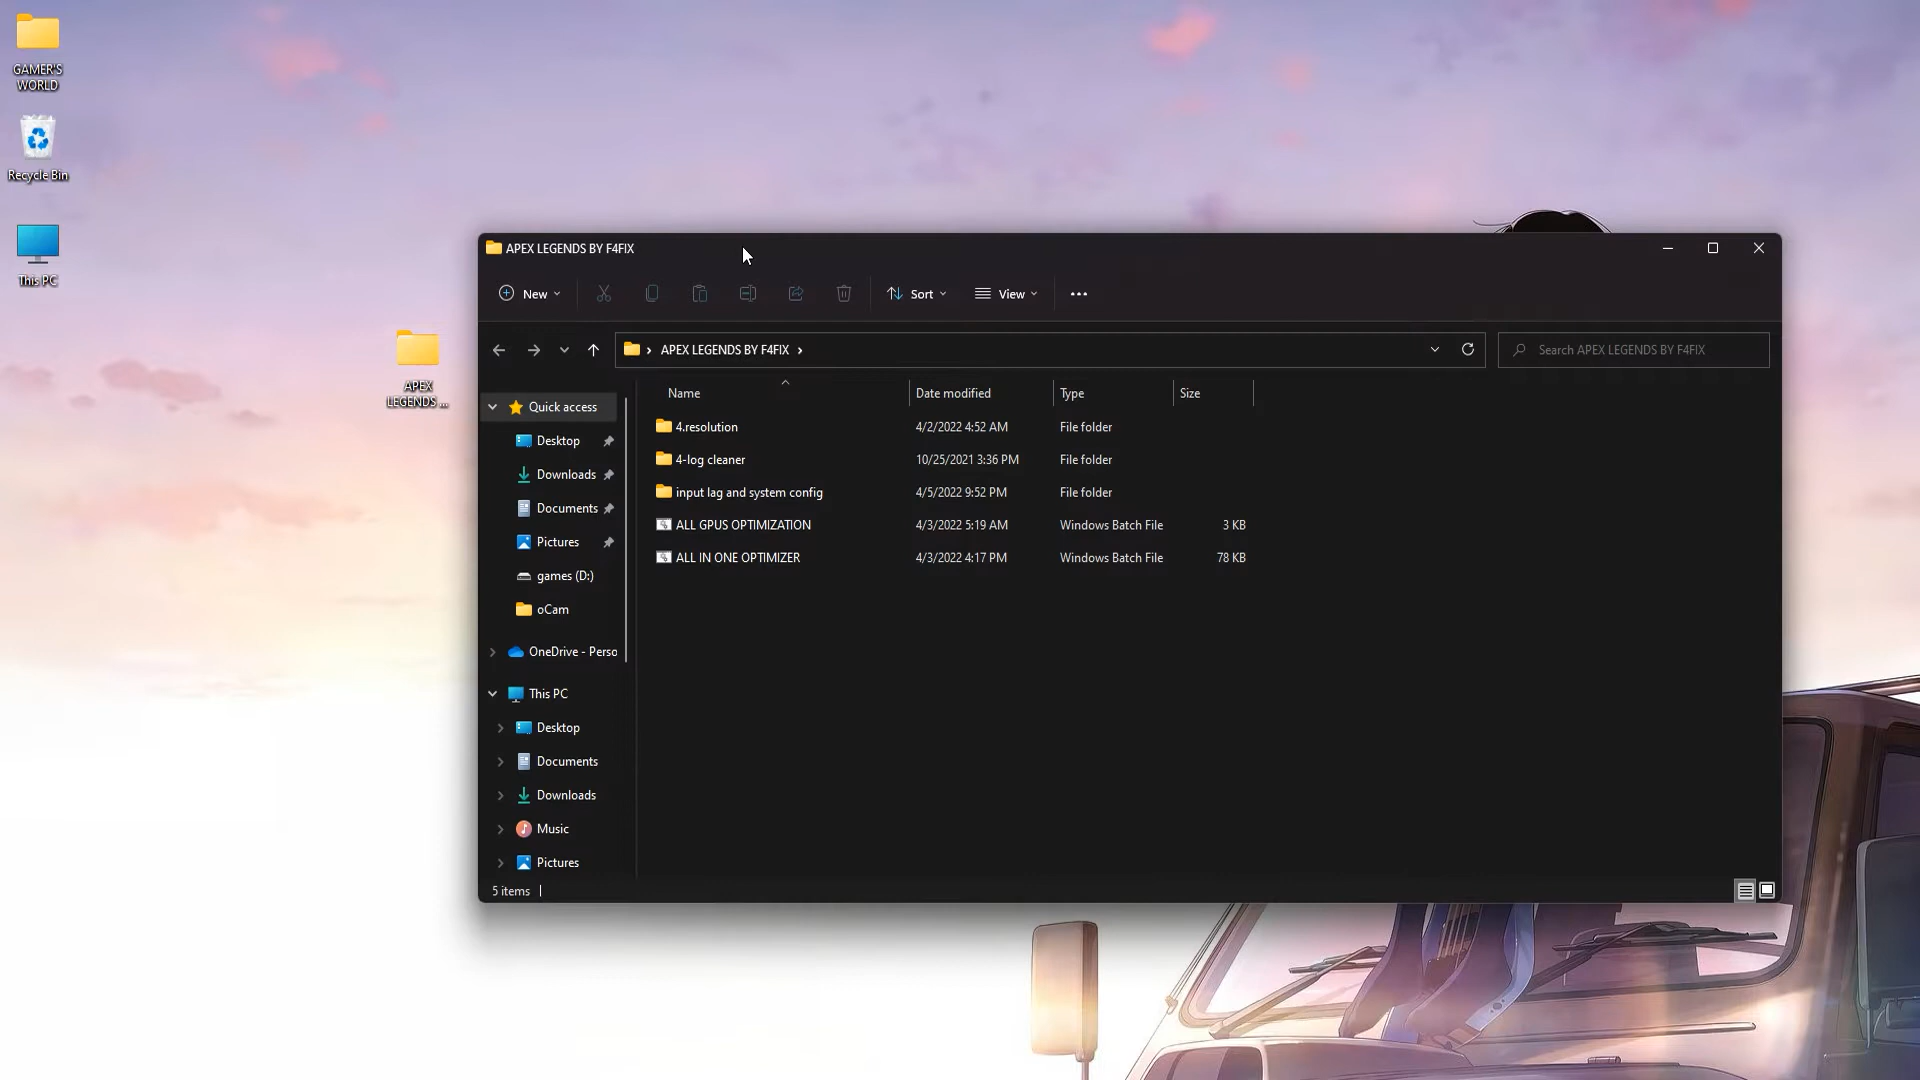 GAMER'S
WORLD
Recycle Bin
This PC
APEX
LEGENDS ...
APEX LEGENDS BY F4FIX
New
Sort
View
APEX LEGENDS BY F4FIX
Search APEX LEGENDS BY F4FIX
Quick access
Desktop
Downloads
Documents
Pictures
games (D:)
oCam
OneDrive - Perso
This PC
Desktop
Documents
Downloads
Music
Pictures
Name Date modified Type Size
4.resolution 4/2/2022 4:52 AM File folder
4-log cleaner 10/25/2021 3:36 PM File folder
input lag and system config 4/5/2022 9:52 PM File folder
ALL GPUS OPTIMIZATION 4/3/2022 5:19 AM Windows Batch File 3 KB
ALL IN ONE OPTIMIZER 4/3/2022 4:17 PM Windows Batch File 78 KB
5 items